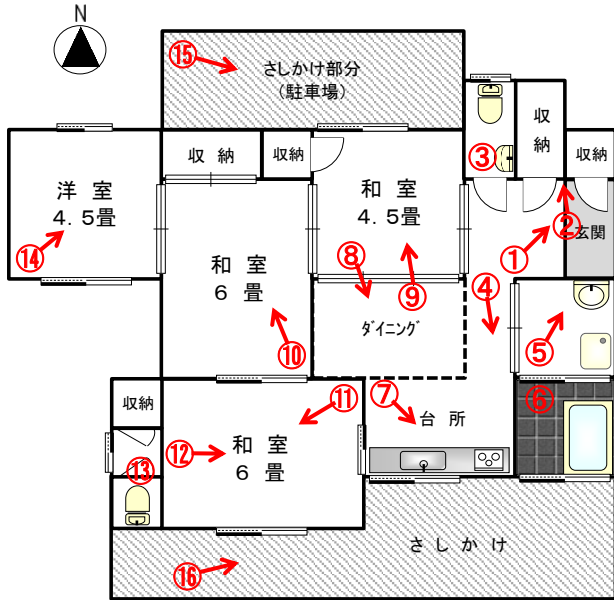 N
⑮
さしかけ部分
（駐車場）
収納
収納
収納
収納
③
洋室
4.5畳
和室
4.5畳
玄関
②
①
⑭
和室
6畳
⑧
⑨
④
ダイニング
⑤
⑩
⑥
収納
⑪
⑦
台所
和室
6畳
⑫
⑬
さしかけ
⑯